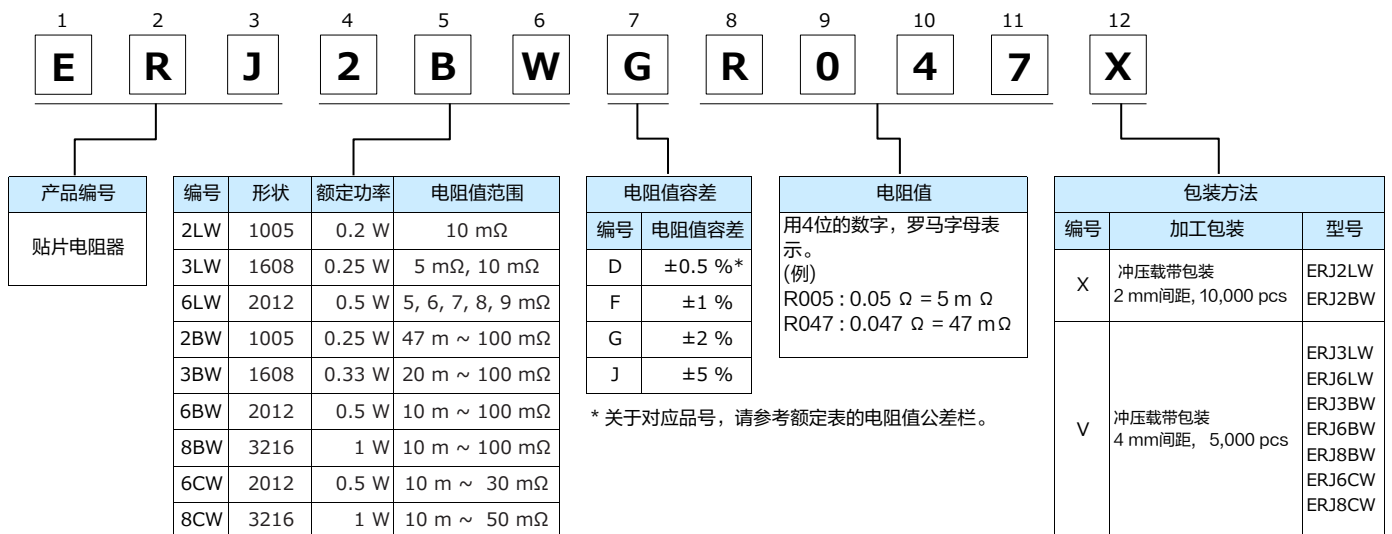 1 2 3 4 5 6 7 8 9 10 11 12
E R J 2 B W G R 0 4 7 X
产品编号
贴片电阻器
编号 形状 额定功率 电阻值范围
2LW 1005 0.2 W 10 mΩ
3LW 1608 0.25 W 5 mΩ, 10 mΩ
6LW 2012 0.5 W 5, 6, 7, 8, 9 mΩ
2BW 1005 0.25 W 47 m ~ 100 mΩ
3BW 1608 0.33 W 20 m ~ 100 mΩ
6BW 2012 0.5 W 10 m ~ 100 mΩ
8BW 3216 1 W 10 m ~ 100 mΩ
6CW 2012 0.5 W 10 m ~ 30 mΩ
8CW 3216 1 W 10 m ~ 50 mΩ
电阻值容差
编号 电阻值容差
D ±0.5 %*
F ±1 %
G ±2 %
J ±5 %
* 关于对应品号，请参考额定表的电阻值公差栏。
电阻值
用4位的数字，罗马字母表
示。
(例)
R005 : 0.05 Ω = 5 m Ω
R047 : 0.047 Ω = 47 mΩ
包装方法
编号 加工包装 型号
X
冲压载带包装
2 mm间距, 10,000 pcs
ERJ2LW
ERJ2BW
V
冲压载带包装
4 mm间距, 5,000 pcs
ERJ3LW
ERJ6LW
ERJ3BW
ERJ6BW
ERJ8BW
ERJ6CW
ERJ8CW